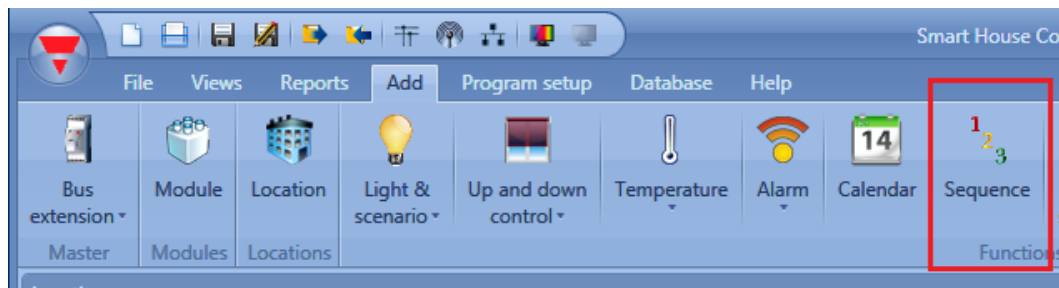 Smart House Co
File Views Reports Add Program setup Database Help
14
1
2
3
Bus extension
Module
Location
Light & scenario
Up and down control
Temperature
Alarm
Calendar
Sequence
Master
Modules
Locations
Functions